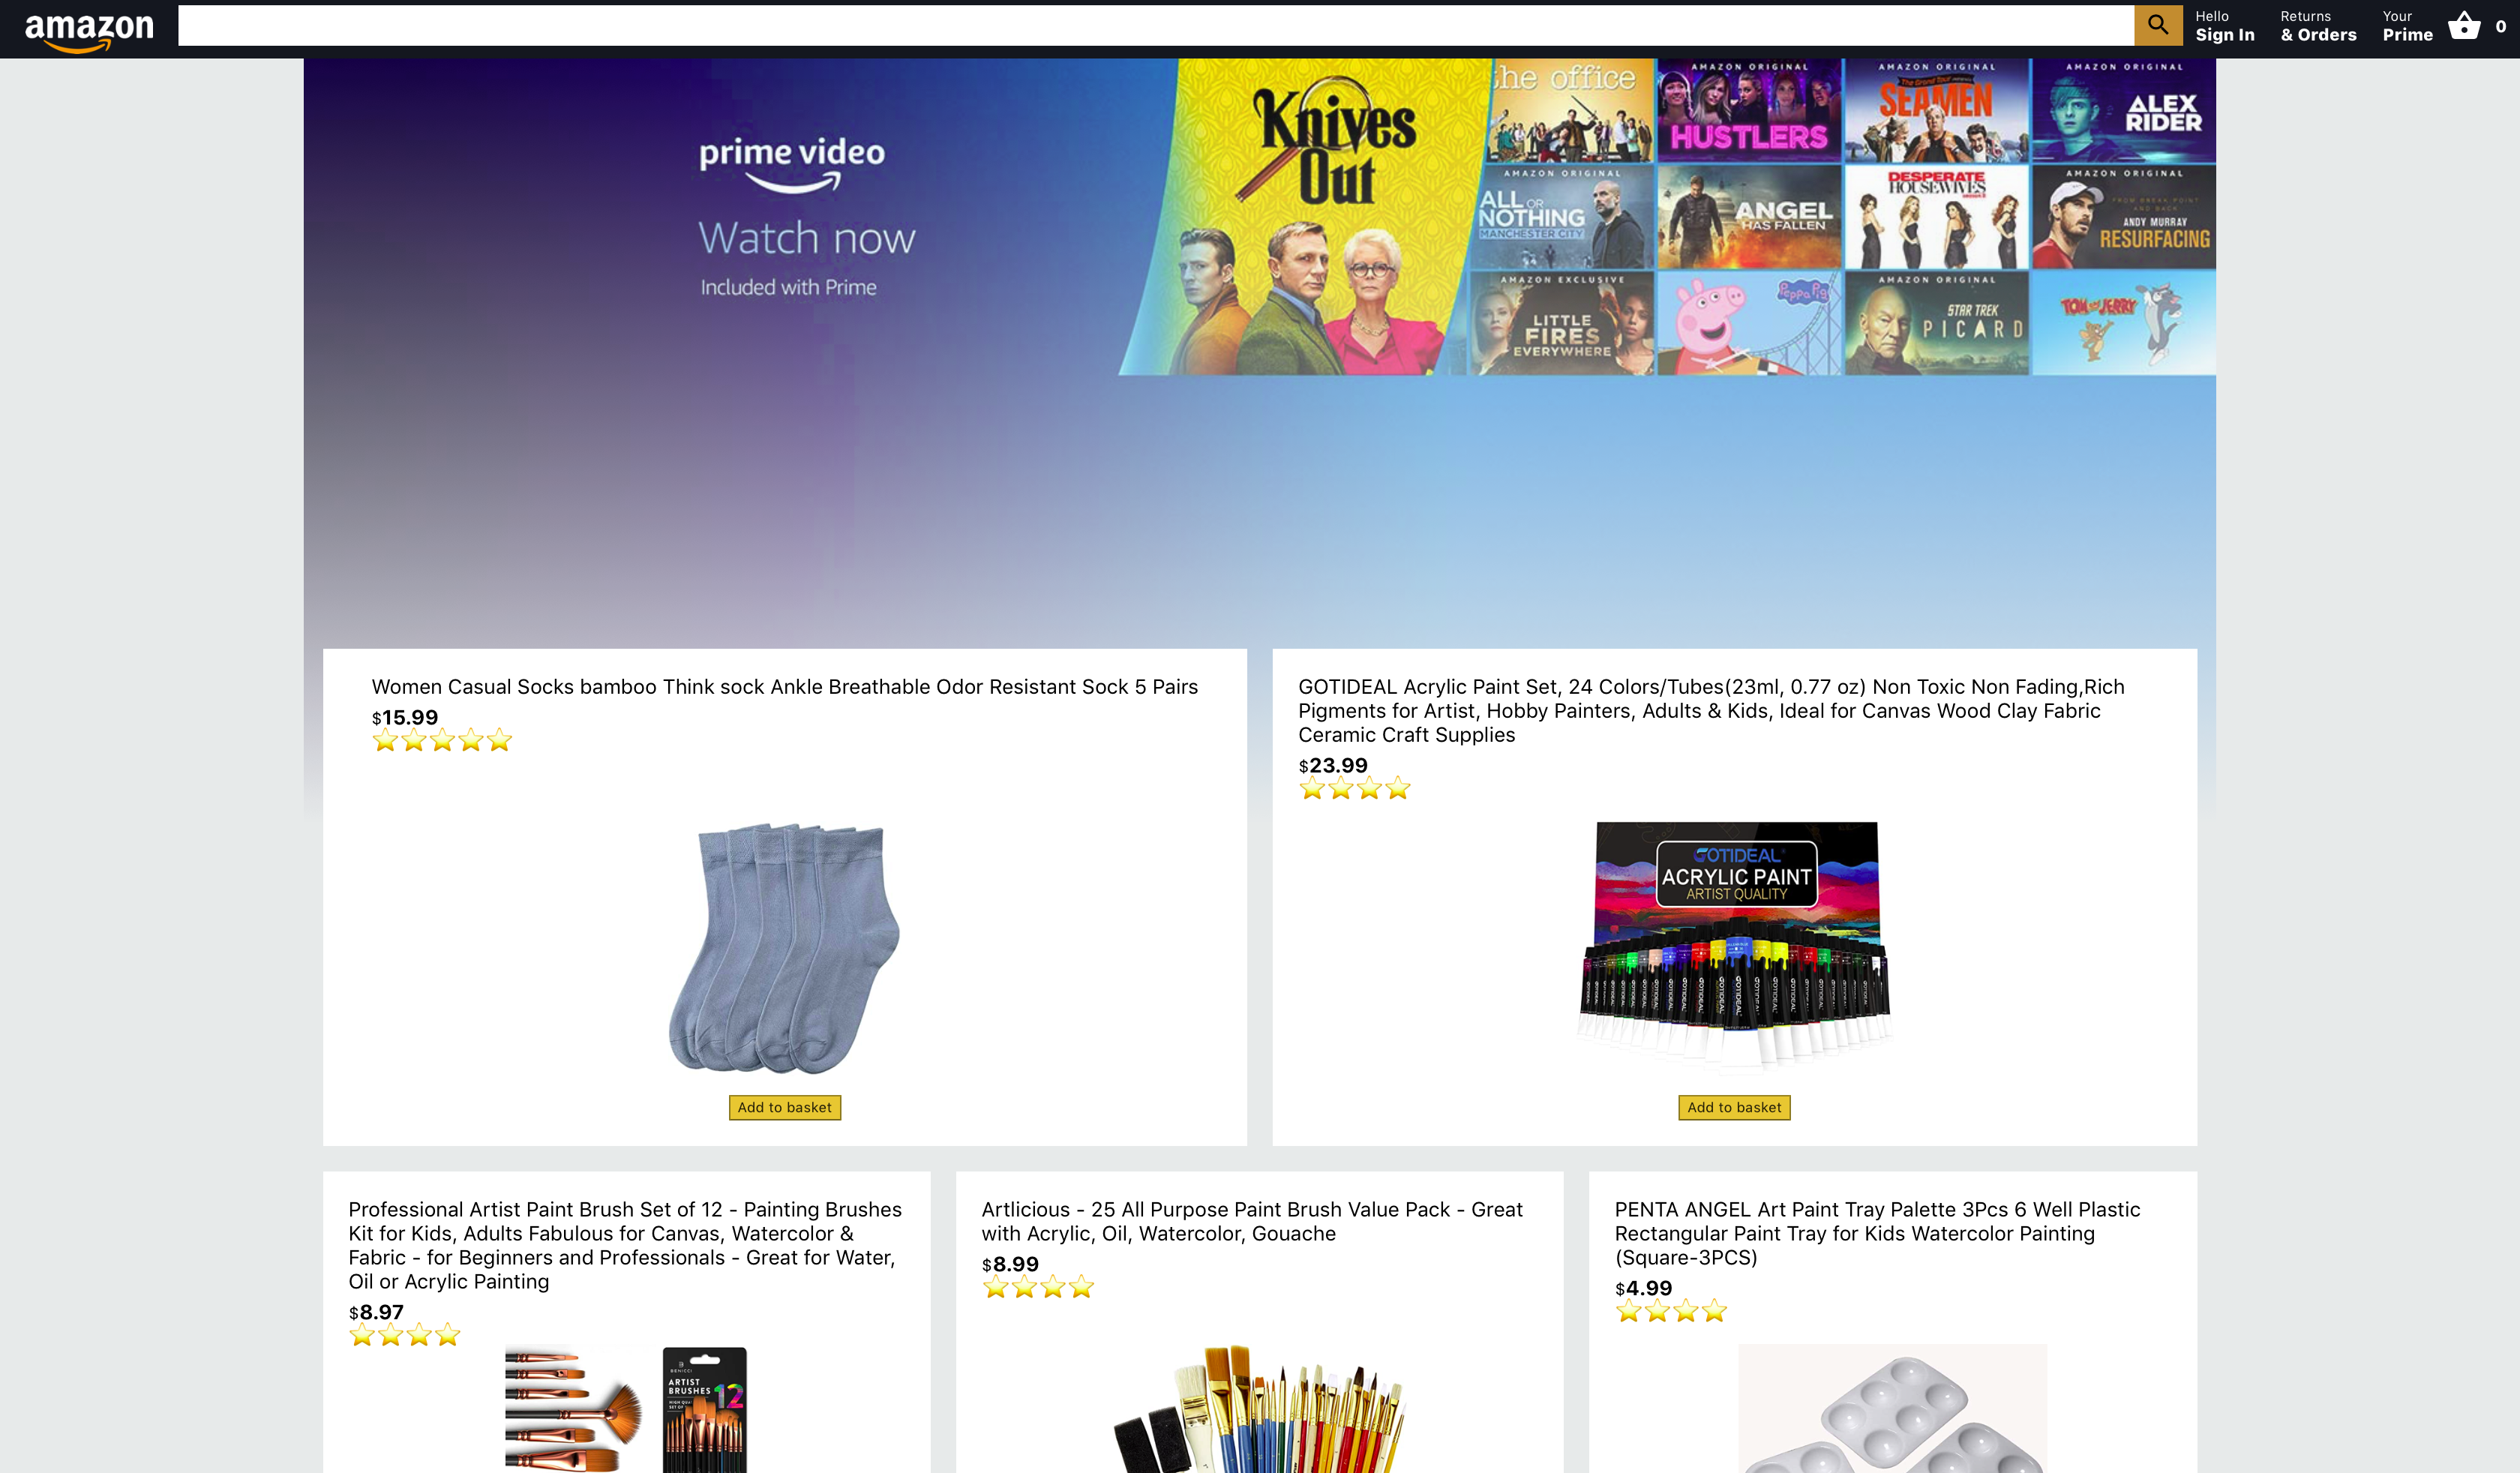 amazon
Hello
Sign In
Returns
& Orders
Your
Prime
0
prime video
Watch now
Included with Prime
Knives
Out
the office
AMAZON ORIGINAL
HUSTLERS
AMAZON ORIGINAL
The Grand Tour
SEAMEN
AMAZON ORIGINAL
ALEX
RIDER
AMAZON ORIGINAL
ALL OR
NOTHING
MANCHESTER CITY
ANGEL
HAS FALLEN
DESPERATE
HOUSEWIVES
AMAZON ORIGINAL
FROM BREAK POINT
AND BACK
ANDY MURRAY
RESURFACING
AMAZON EXCLUSIVE
LITTLE
FIRES
EVERYWHERE
Peppa Pig
AMAZON ORIGINAL
STAR TREK
PICARD
TOM and JERRY
Women Casual Socks bamboo Think sock Ankle Breathable Odor Resistant Sock 5 Pairs
$15.99
Add to basket
GOTIDEAL Acrylic Paint Set, 24 Colors/Tubes(23ml, 0.77 oz) Non Toxic Non Fading,Rich
Pigments for Artist, Hobby Painters, Adults & Kids, Ideal for Canvas Wood Clay Fabric
Ceramic Craft Supplies
$23.99
GOTIDEAL
ACRYLIC PAINT
ARTIST QUALITY
Add to basket
Professional Artist Paint Brush Set of 12 - Painting Brushes
Kit for Kids, Adults Fabulous for Canvas, Watercolor &
Fabric - for Beginners and Professionals - Great for Water,
Oil or Acrylic Painting
$8.97
BENICCI
ARTIST
BRUSHES 12
Artlicious - 25 All Purpose Paint Brush Value Pack - Great
with Acrylic, Oil, Watercolor, Gouache
$8.99
PENTA ANGEL Art Paint Tray Palette 3Pcs 6 Well Plastic
Rectangular Paint Tray for Kids Watercolor Painting
(Square-3PCS)
$4.99